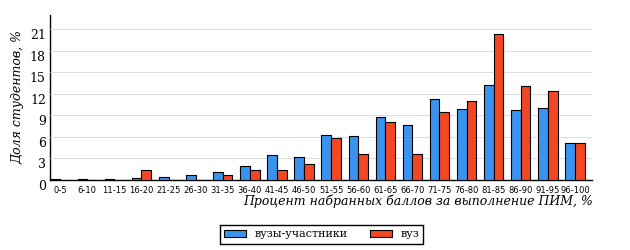 Доля студентов, %
21
18
15
12
9
6
3
0
0-5 6-10 11-15 16-20 21-25 26-30 31-35 36-40 41-45 46-50 51-55 56-60 61-65 66-70 71-75 76-80 81-85 86-90 91-95 96-100
Процент набранных баллов за выполнение ПИМ, %
вузы-участники вуз